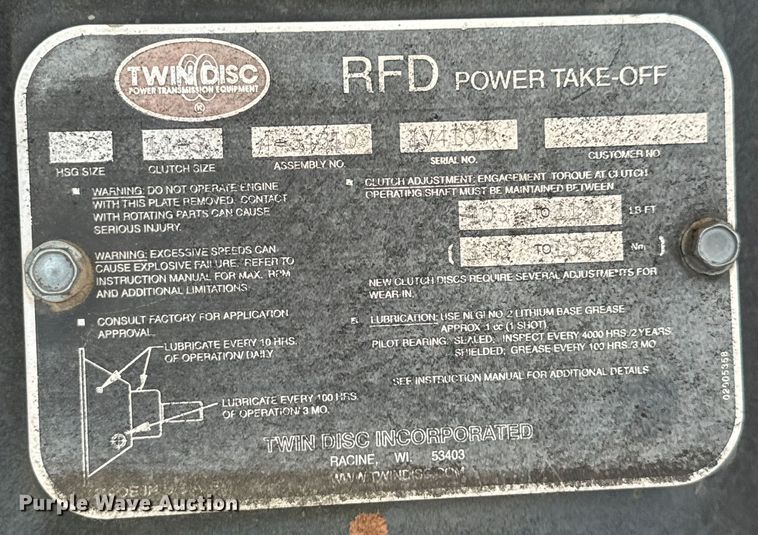 TWIN DISC
POWER TRANSMISSION EQUIPMENT
®
RFD POWER TAKE-OFF
HSG SIZE
CLUTCH SIZE
ASSEMBLY NO.
SERIAL NO.
CUSTOMER NO.
WARNING: DO NOT OPERATE ENGINE
WITH THIS PLATE REMOVED. CONTACT
WITH ROTATING PARTS CAN CAUSE
SERIOUS INJURY.
WARNING: EXCESSIVE SPEEDS CAN
CAUSE EXPLOSIVE FAILURE. REFER TO
INSTRUCTION MANUAL FOR MAX. RPM
AND ADDITIONAL LIMITATIONS.
CONSULT FACTORY FOR APPLICATION
APPROVAL.
LUBRICATE EVERY 10 HRS.
OF OPERATION/DAILY
LUBRICATE EVERY 100 HRS.
OF OPERATION/3 MO.
CLUTCH ADJUSTMENT: ENGAGEMENT TORQUE AT CLUTCH
OPERATING SHAFT MUST BE MAINTAINED BETWEEN
TO LB FT
( TO Nm )
NEW CLUTCH DISCS REQUIRE SEVERAL ADJUSTMENTS FOR
WEAR-IN.
LUBRICATION: USE NLGI NO. 2 LITHIUM BASE GREASE
APPROX. 1 cc (1 SHOT)
PILOT BEARING: SEALED: INSPECT EVERY 4000 HRS./2 YEARS
SHIELDED: GREASE EVERY 100 HRS./3 MO.
SEE INSTRUCTION MANUAL FOR ADDITIONAL DETAILS
TWIN DISC INCORPORATED
RACINE, WI. 53403
WWW.TWINDISC.COM
Purple Wave Auction